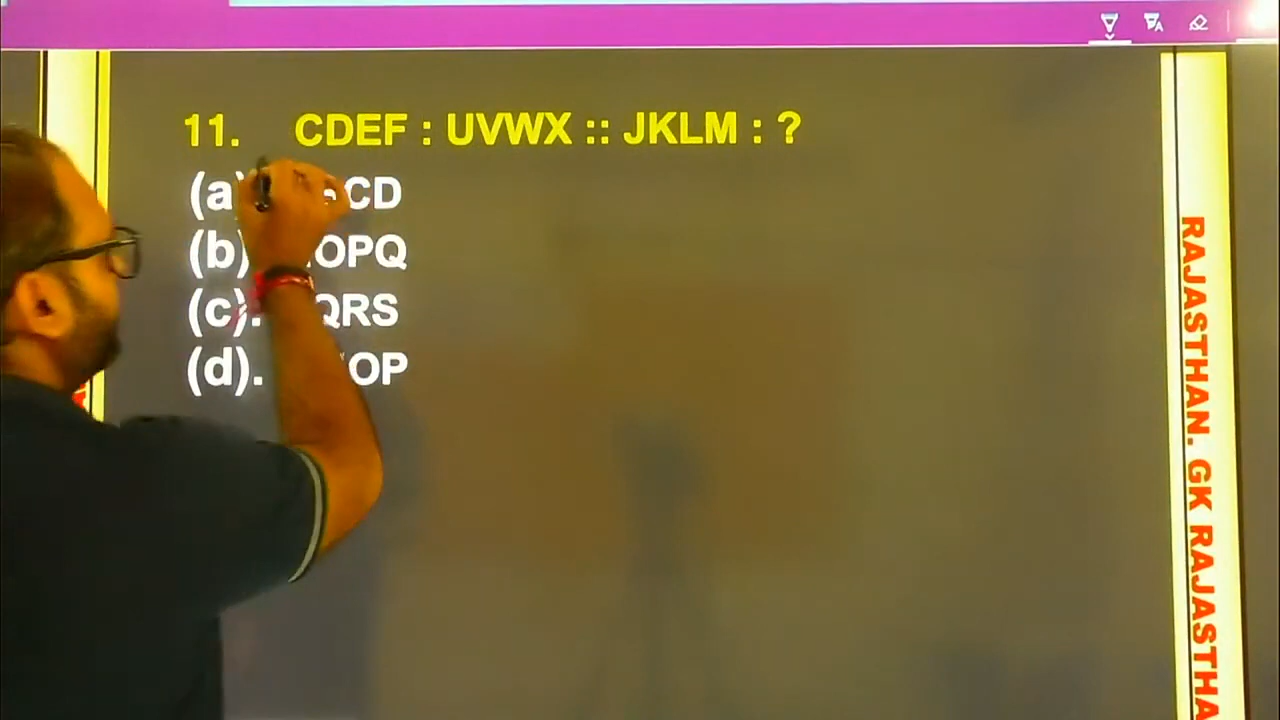 11. CDEF : UVWX :: JKLM : ?
(a) CD
(b) OPQ
(c). QRS
(d). OP
RAJASTHAN. GK RAJASTHA